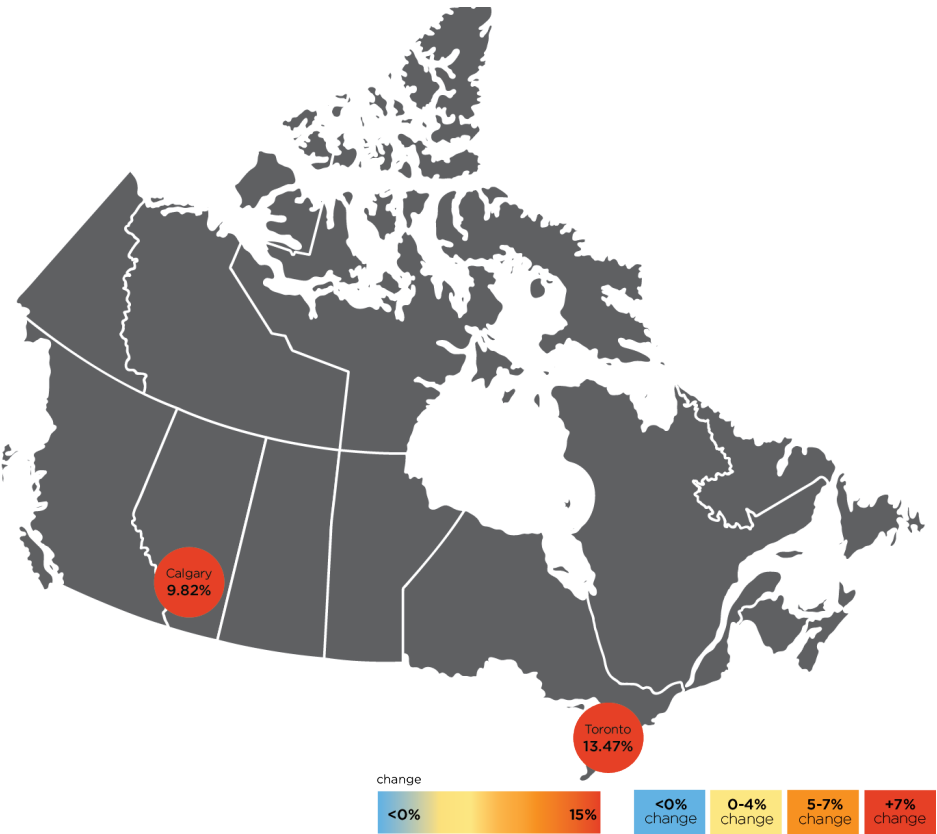 Calgary
9.82%
Toronto
13.47%
change
<0%
15%
<0%
change
0-4%
change
5-7%
change
+7%
change